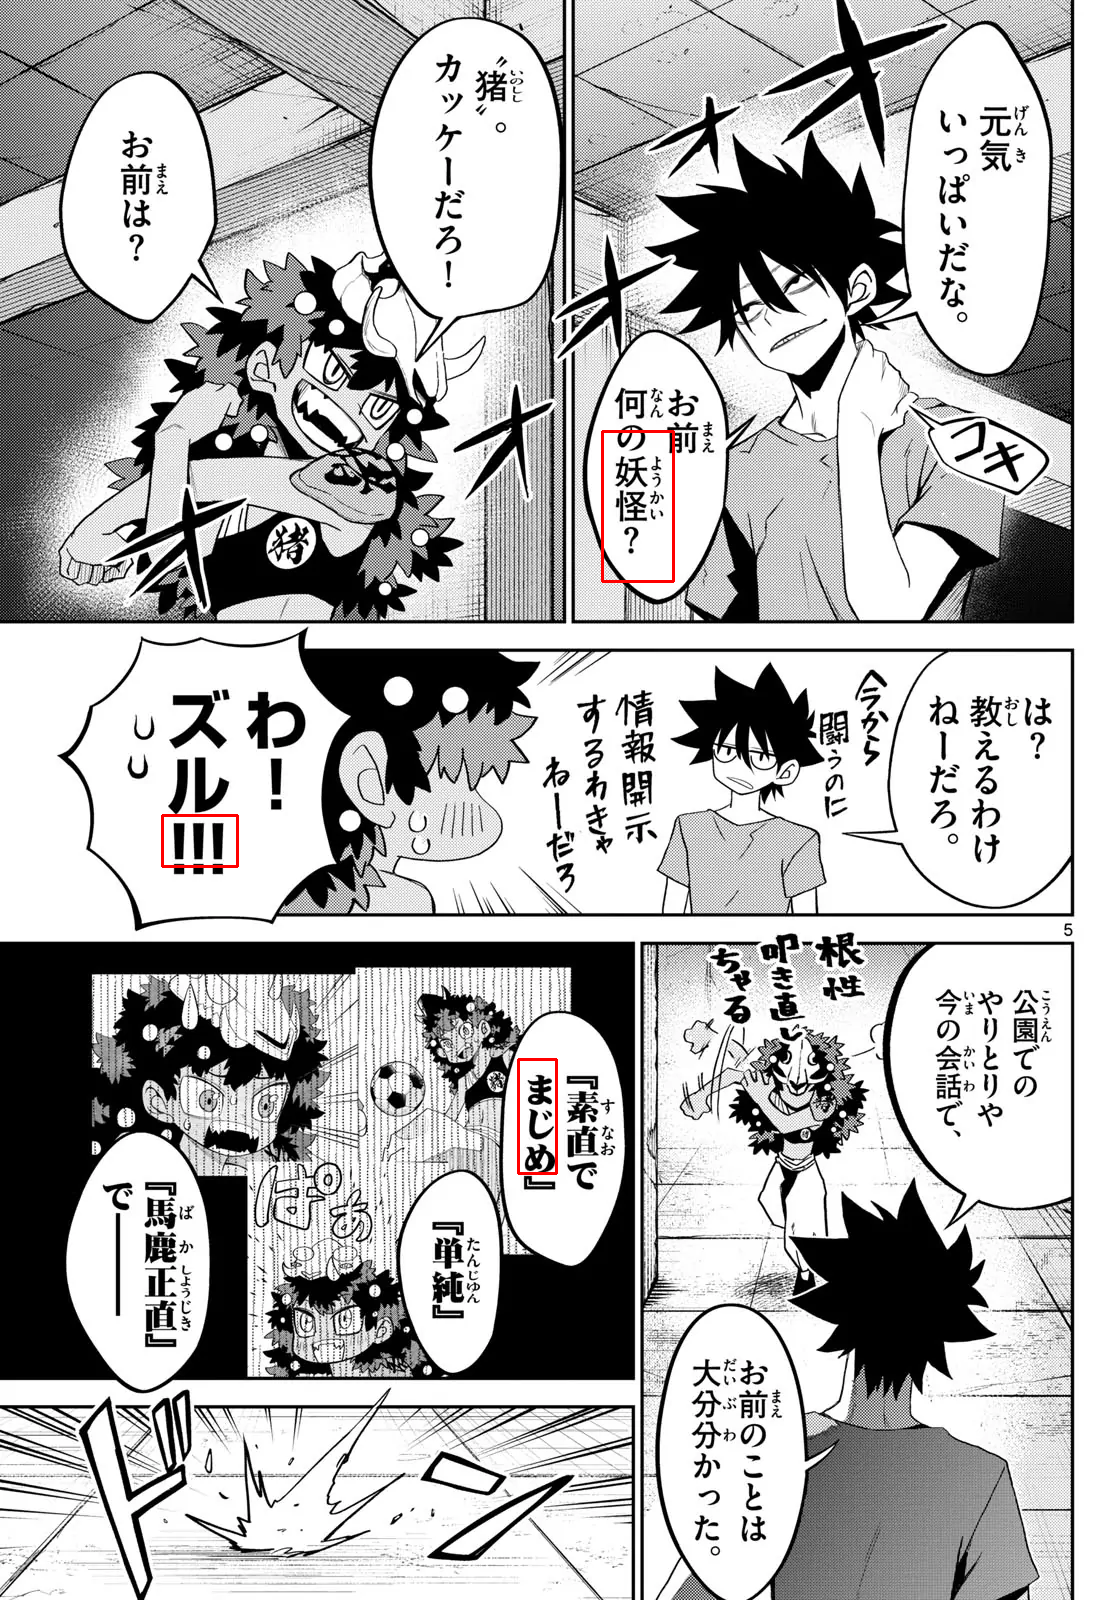 元気
いっぱいだな。
お前
何の妖怪？
コキ
“猪”。
カッケーだろ！
お前は？
猪
は？
教えるわけ
ねーだろ。
今から
闘うのに
情報開示
するわきゃ
ねーだろ
わ！
ズル!!!
5
公園での
やりとりや
今の会話で、
根性
叩き直し
ちゃる
お前のことは
大分分かった。
『素直で
まじめ』
猪
『単純』
ぱぁ
『馬鹿正直』
で――
ドン